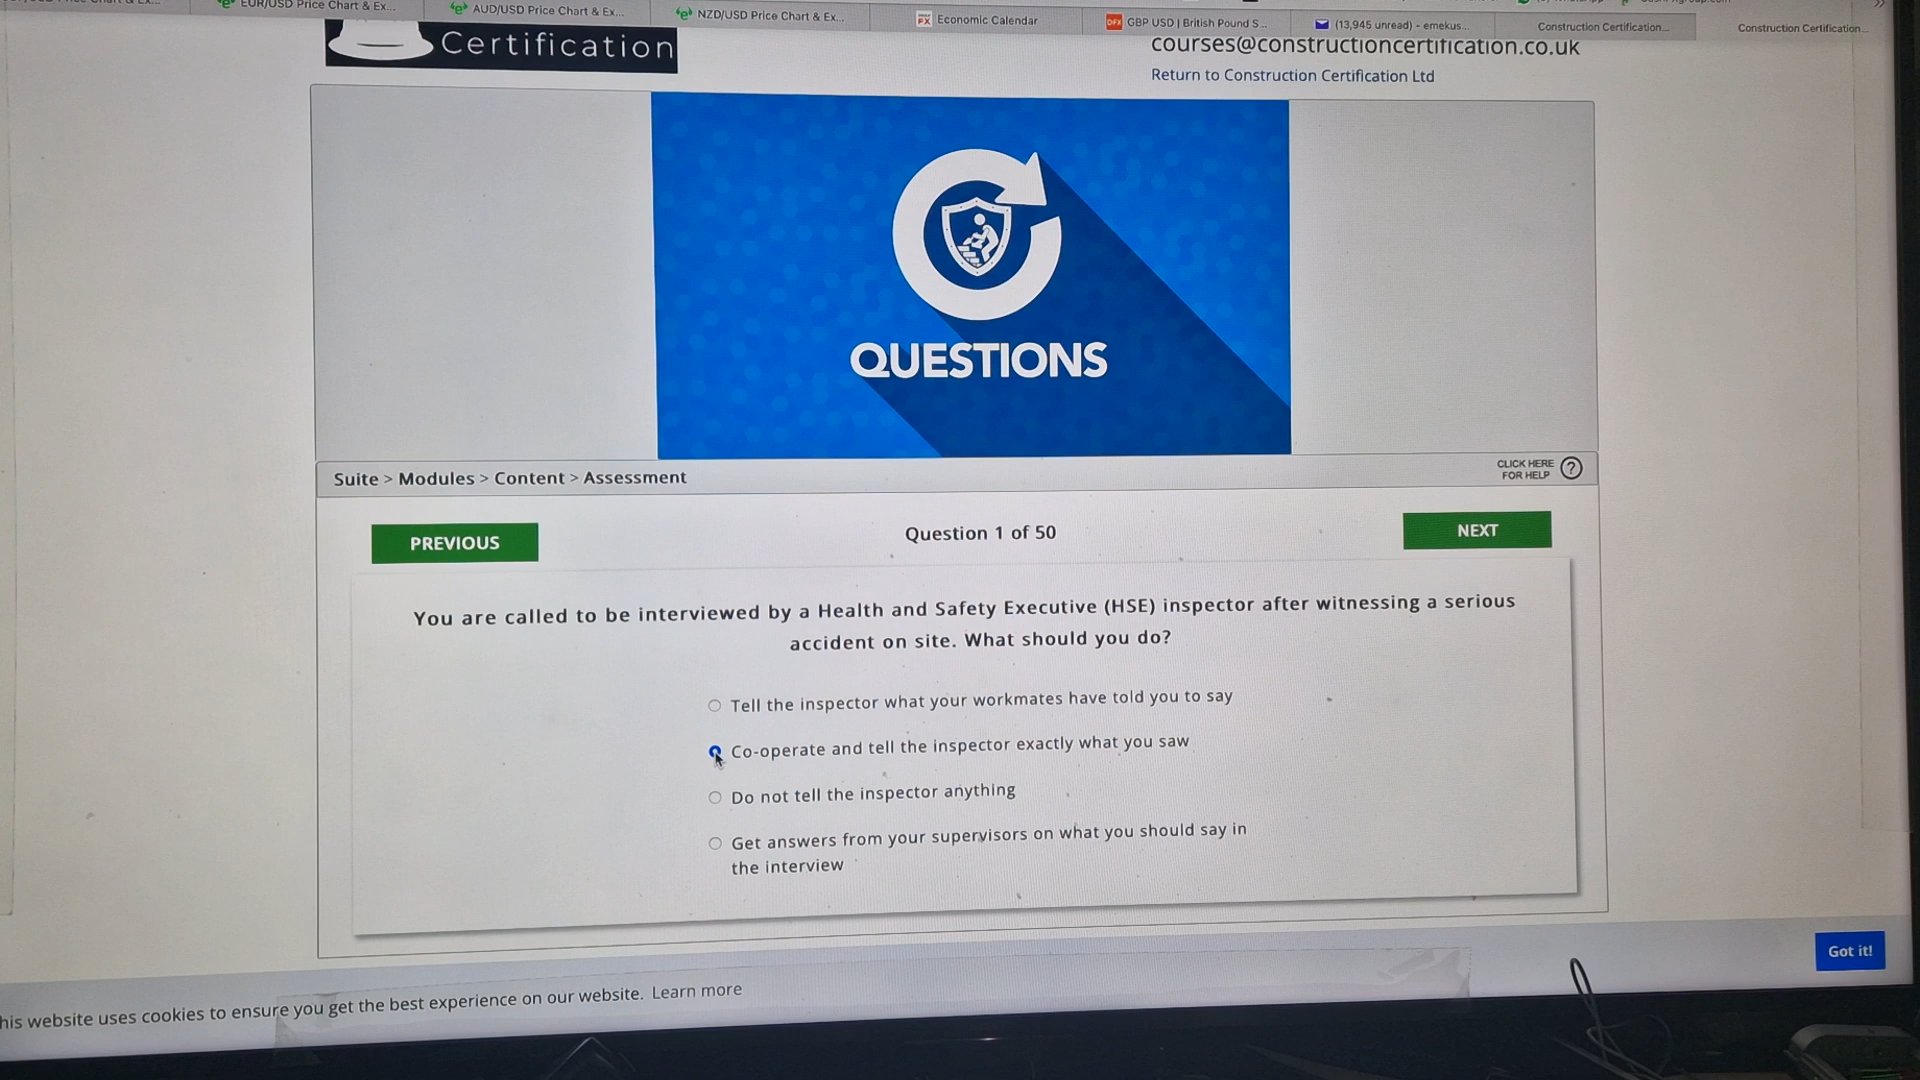 EUR/USD Price Chart & Ex...
AUD/USD Price Chart & Ex...
NZD/USD Price Chart & Ex...
Economic Calendar
GBP USD | British Pound S...
(13,945 unread) - emekus...
Construction Certification...
Construction Certification...
Certification
courses@constructioncertification.co.uk
Return to Construction Certification Ltd
QUESTIONS
Suite > Modules > Content > Assessment
CLICK HERE
FOR HELP ?
PREVIOUS
Question 1 of 50
NEXT
You are called to be interviewed by a Health and Safety Executive (HSE) inspector after witnessing a serious
accident on site. What should you do?
Tell the inspector what your workmates have told you to say
Co-operate and tell the inspector exactly what you saw
Do not tell the inspector anything
Get answers from your supervisors on what you should say in
the interview
Got it!
his website uses cookies to ensure you get the best experience on our website. Learn more